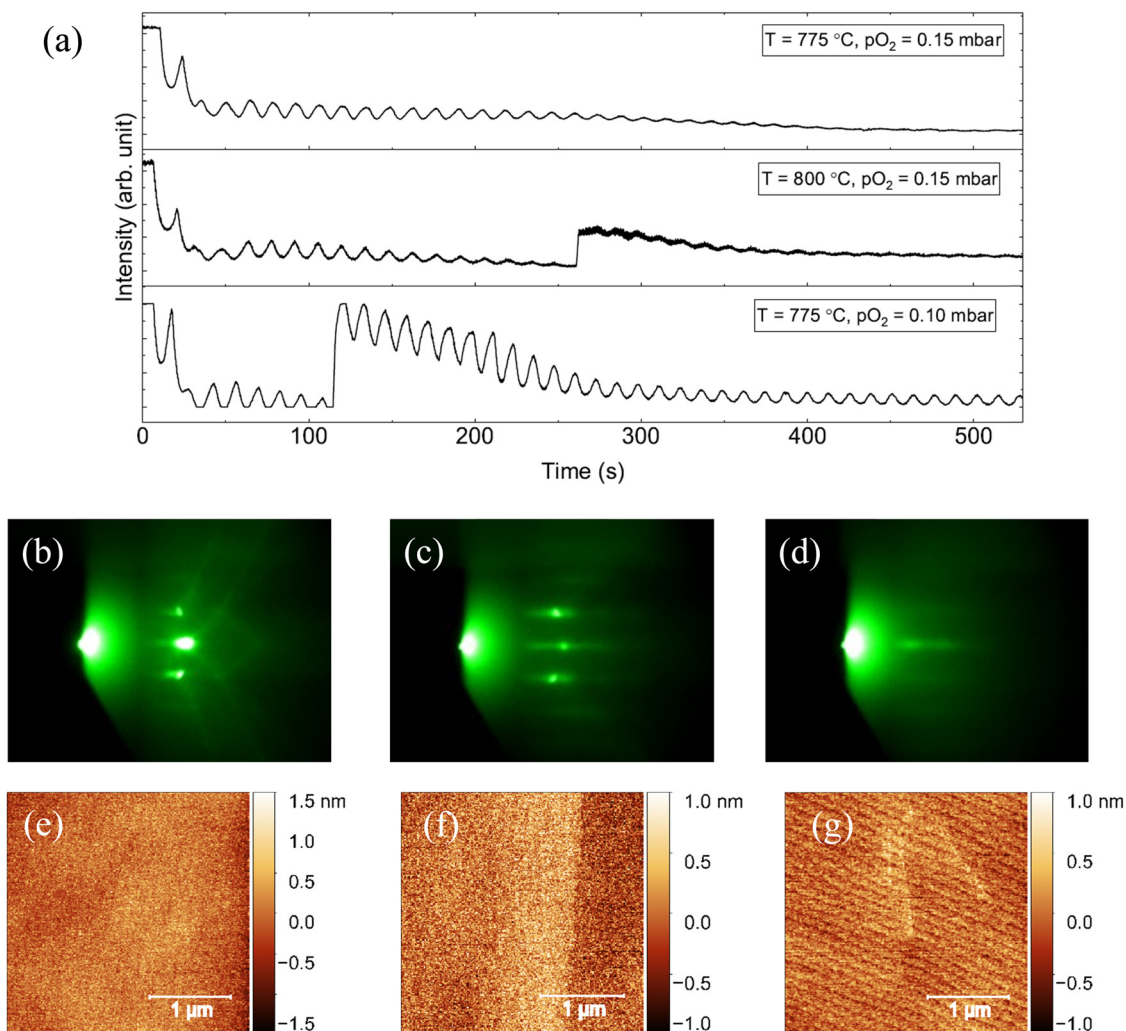 (a)
T = 775 °C, pO₂ = 0.15 mbar
T = 800 °C, pO₂ = 0.15 mbar
T = 775 °C, pO₂ = 0.10 mbar
Intensity (arb. unit)
0 100 200 300 400 500
Time (s)
(b) (c) (d)
(e) (f) (g)
1.5 nm
1.0
0.5
0.0
−0.5
−1.0
−1.5
1 µm
1.0 nm
0.5
0.0
−0.5
−1.0
1 µm
1.0 nm
0.5
0.0
−0.5
−1.0
1 µm